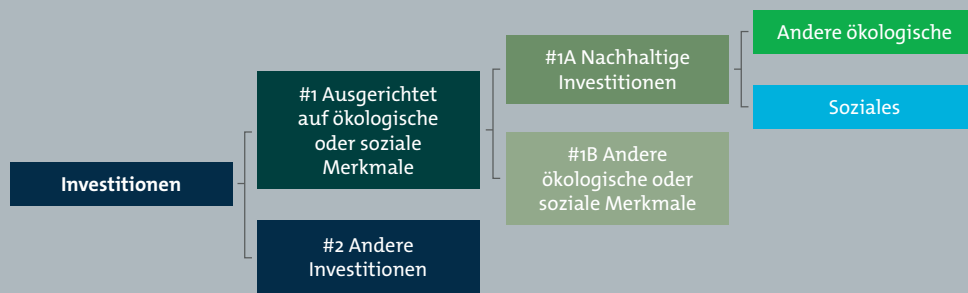 Investitionen
#1 Ausgerichtet
auf ökologische
oder soziale
Merkmale
#2 Andere
Investitionen
#1A Nachhaltige
Investitionen
#1B Andere
ökologische oder
soziale Merkmale
Andere ökologische
Soziales